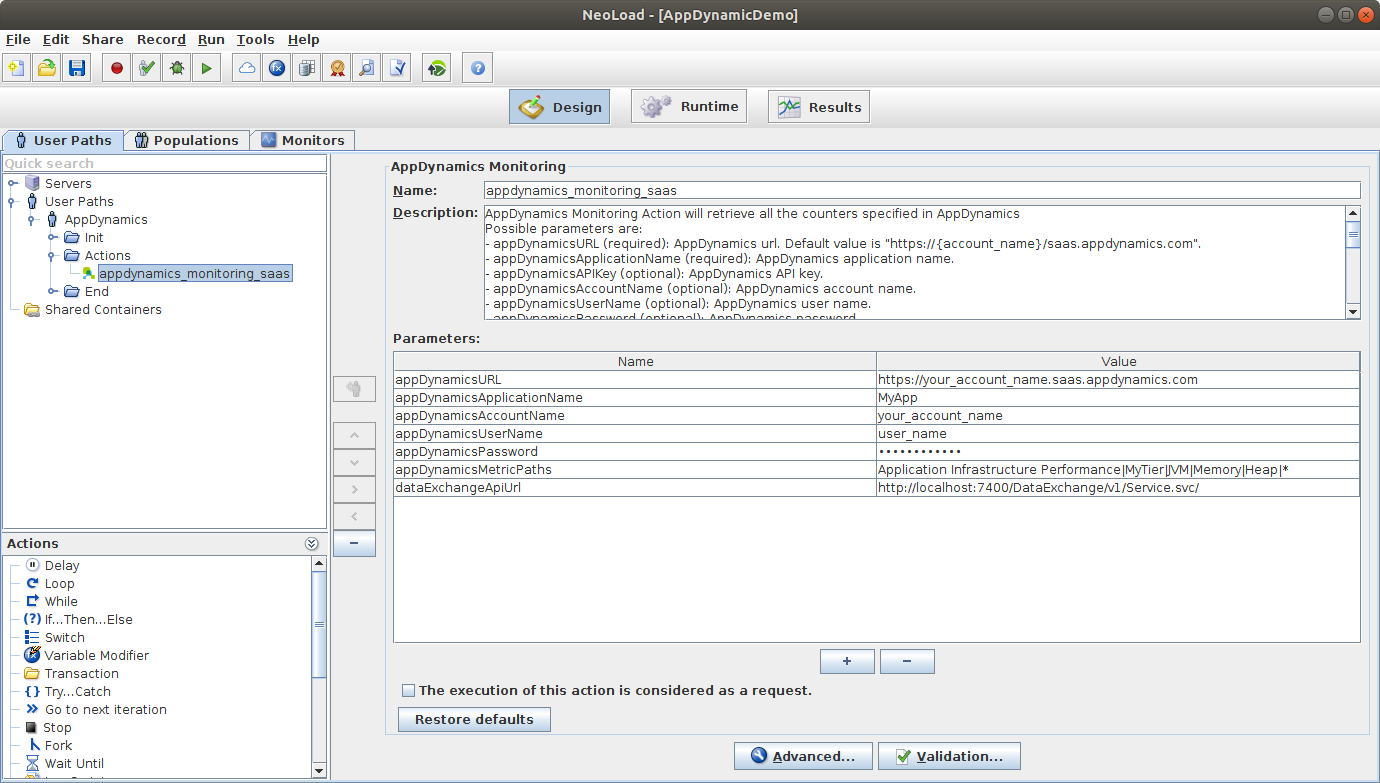 NeoLoad - [AppDynamicDemo]
File Edit Share Record Run Tools Help
Design Runtime Results
User Paths Populations Monitors
Quick search
Servers
User Paths
AppDynamics
Init
Actions
appdynamics_monitoring_saas
End
Shared Containers
Actions
Delay
Loop
While
If...Then...Else
Switch
Variable Modifier
Transaction
Try...Catch
Go to next iteration
Stop
Fork
Wait Until
AppDynamics Monitoring
Name: appdynamics_monitoring_saas
Description: AppDynamics Monitoring Action will retrieve all the counters specified in AppDynamics
Possible parameters are:
- appDynamicsURL (required): AppDynamics url. Default value is "https://{account_name}/saas.appdynamics.com".
- appDynamicsApplicationName (required): AppDynamics application name.
- appDynamicsAPIKey (optional): AppDynamics API key.
- appDynamicsAccountName (optional): AppDynamics account name.
- appDynamicsUserName (optional): AppDynamics user name.
- appDynamicsPassword (optional): AppDynamics password
Parameters:
Name Value
appDynamicsURL https://your_account_name.saas.appdynamics.com
appDynamicsApplicationName MyApp
appDynamicsAccountName your_account_name
appDynamicsUserName user_name
appDynamicsPassword ••••••••••••
appDynamicsMetricPaths Application Infrastructure Performance|MyTier|JVM|Memory|Heap|*
dataExchangeApiUrl http://localhost:7400/DataExchange/v1/Service.svc/
+ −
The execution of this action is considered as a request.
Restore defaults
Advanced... Validation...